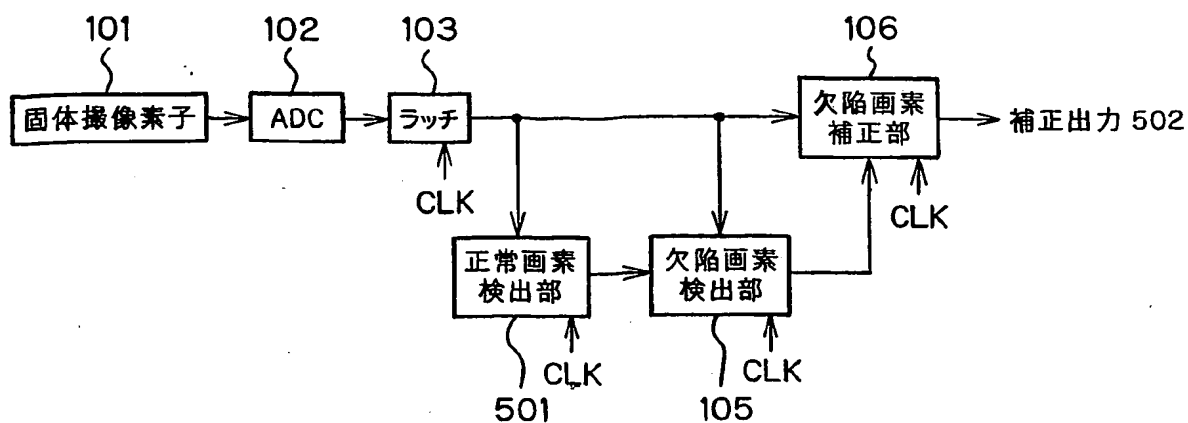 101
102
103
106
固体撮像素子
ADC
ラッチ
欠陥画素
補正部
補正出力 502
CLK
CLK
正常画素
検出部
欠陥画素
検出部
CLK
CLK
501
105